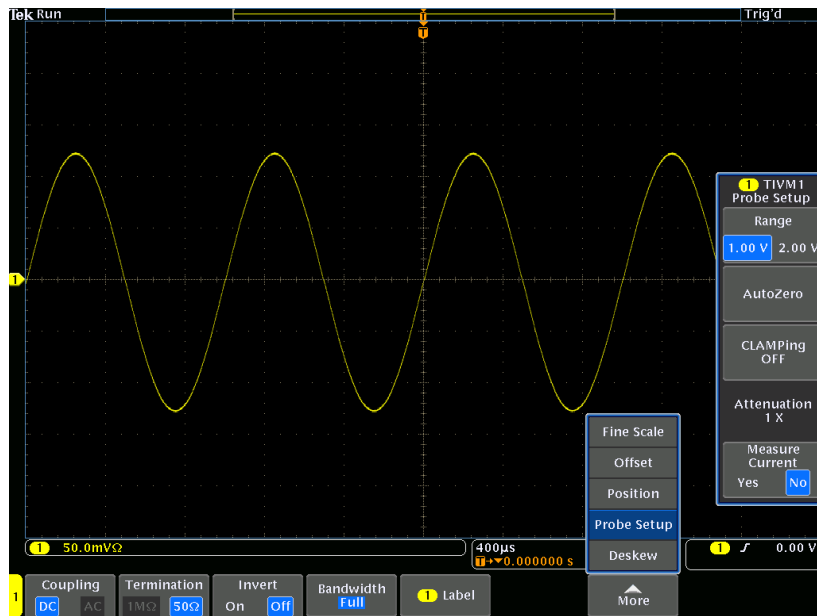 Tek Run Trig'd
T
T
1
1 TIVM1
Probe Setup
Range
1.00 V 2.00 V
AutoZero
CLAMPing
OFF
Attenuation
1 X
Measure
Current
Yes No
Fine Scale
Offset
Position
Probe Setup
Deskew
1 50.0mVΩ
400µs
T→▼0.000000 s
1 ƒ 0.00 V
1
Coupling
DC AC
Termination
1MΩ 50Ω
Invert
On Off
Bandwidth
Full
1 Label
More